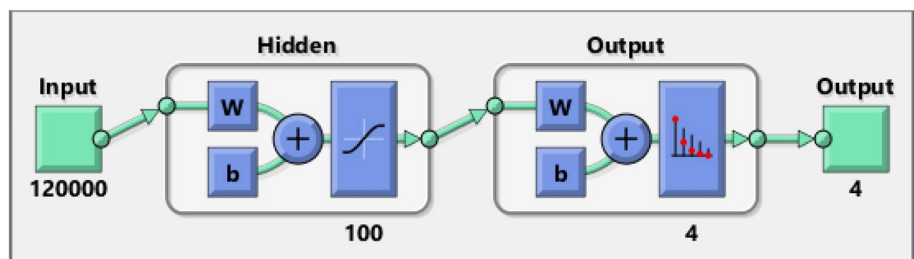 Hidden Output
Input Output
W W
b b
120000 4
100 4